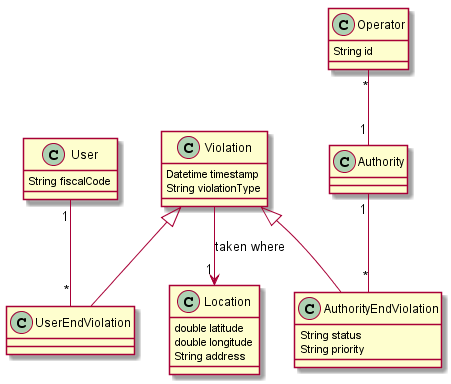 C Operator
String id
*
1
C User
String fiscalCode
C Violation
Datetime timestamp
String violationType
C Authority
1
1
taken where
*
1
*
C UserEndViolation
C Location
double latitude
double longitude
String address
C AuthorityEndViolation
String status
String priority